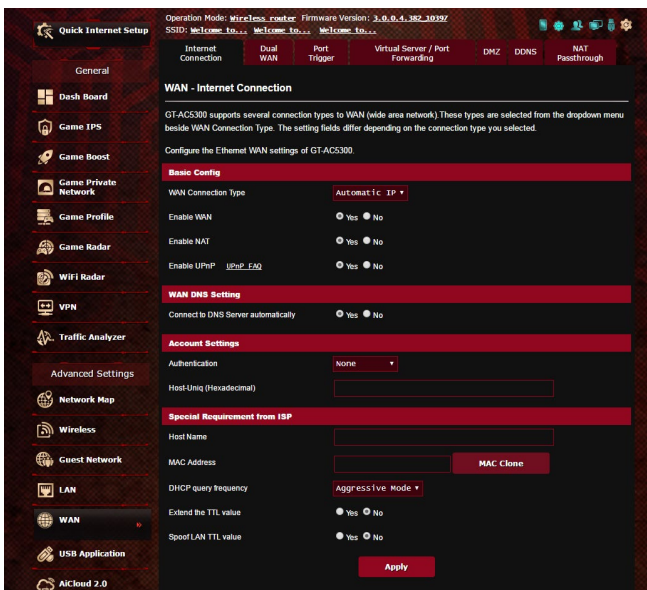 Quick Internet Setup
General
Dash Board
Game IPS
Game Boost
Game Private
Network
Game Profile
Game Radar
WiFi Radar
VPN
Traffic Analyzer
Advanced Settings
Network Map
Wireless
Guest Network
LAN
WAN
USB Application
AiCloud 2.0
Operation Mode: Wireless router Firmware Version: 3.0.0.4.382_10397
SSID: Welcome to... Welcome to... Welcome to...
Internet
Connection
Dual
WAN
Port
Trigger
Virtual Server / Port
Forwarding
DMZ
DDNS
NAT
Passthrough
WAN - Internet Connection
GT-AC5300 supports several connection types to WAN (wide area network).These types are selected from the dropdown menu
beside WAN Connection Type. The setting fields differ depending on the connection type you selected.
Configure the Ethernet WAN settings of GT-AC5300.
Basic Config
WAN Connection Type Automatic IP
Enable WAN Yes No
Enable NAT Yes No
Enable UPnP UPnP FAQ Yes No
WAN DNS Setting
Connect to DNS Server automatically Yes No
Account Settings
Authentication None
Host-Uniq (Hexadecimal)
Special Requirement from ISP
Host Name
MAC Address MAC Clone
DHCP query frequency Aggressive Mode
Extend the TTL value Yes No
Spoof LAN TTL value Yes No
Apply